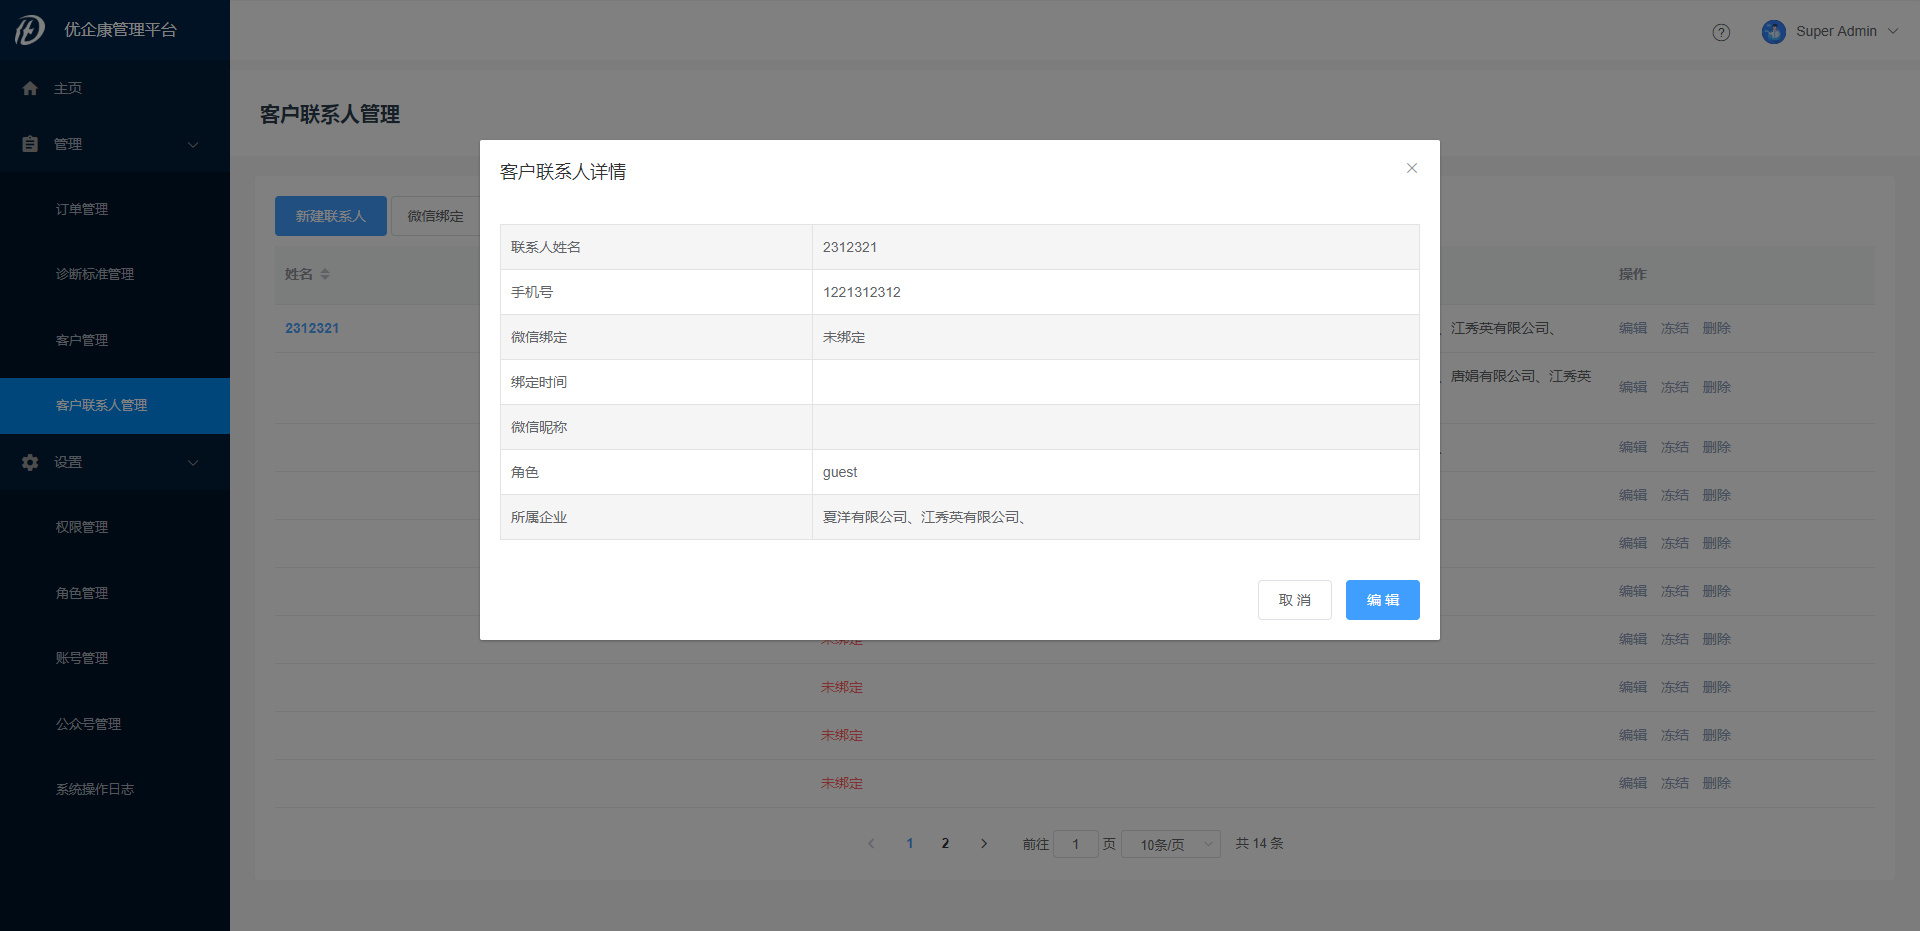 优企康管理平台
Super Admin
主页
管理
订单管理
诊断标准管理
客户管理
客户联系人管理
设置
权限管理
角色管理
账号管理
公众号管理
系统操作日志
客户联系人管理
新建联系人 微信绑定
姓名 操作
2312321 、江秀英有限公司、 编辑 冻结 删除
、唐娟有限公司、江秀英 编辑 冻结 删除
、 编辑 冻结 删除
编辑 冻结 删除
编辑 冻结 删除
编辑 冻结 删除
未绑定 编辑 冻结 删除
未绑定 编辑 冻结 删除
未绑定 编辑 冻结 删除
未绑定 编辑 冻结 删除
1 2 前往 1 页 10条/页 共 14 条
客户联系人详情
联系人姓名 2312321
手机号 1221312312
微信绑定 未绑定
绑定时间
微信昵称
角色 guest
所属企业 夏洋有限公司、江秀英有限公司、
取 消 编 辑